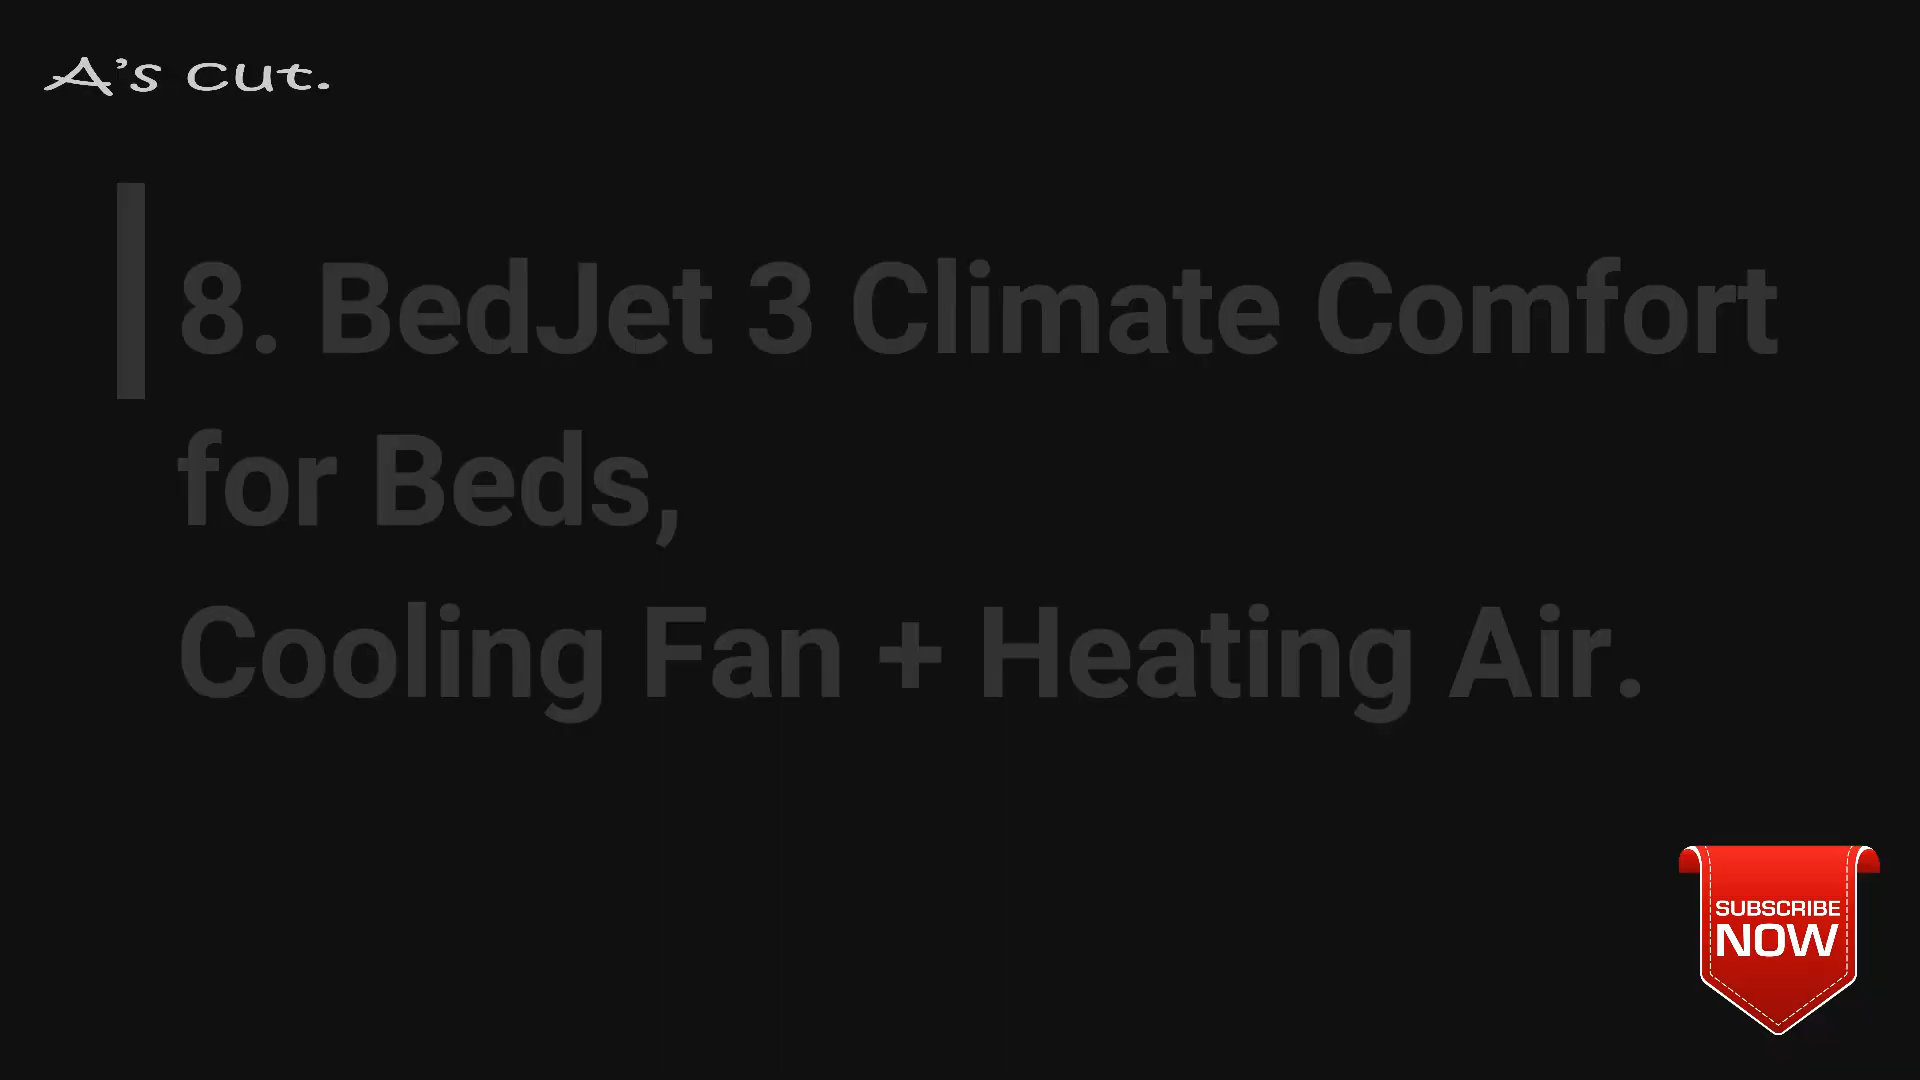 A's cut.
8. BedJet 3 Climate Comfort
for Beds,
Cooling Fan + Heating Air.
SUBSCRIBE
NOW